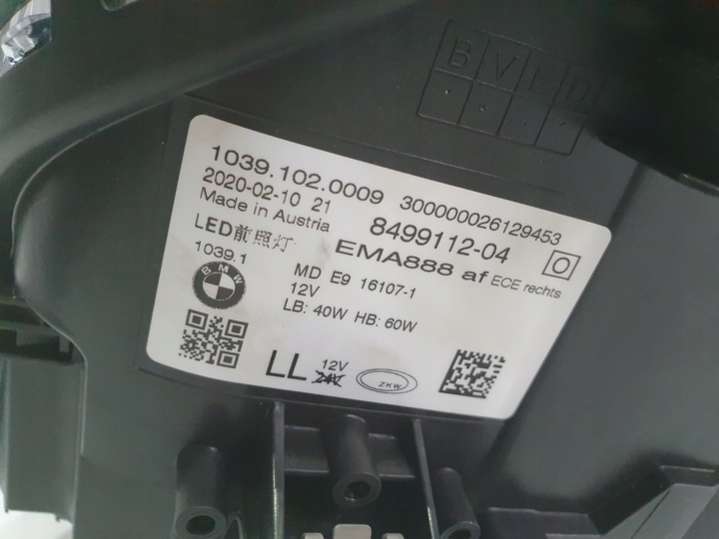 BVLD
1039.102.0009 300000026129453
2020-02-10 21 8499112-04
Made in Austria
LED前照灯 EMA888 af ECE rechts
1039.1
BMW
MD E9 16107-1
12V
LB: 40W HB: 60W
LL 12V 24V ZKW